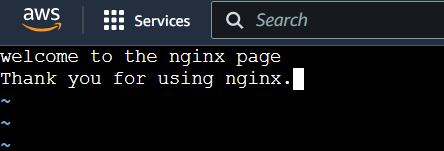 aws
Services
Search
welcome to the nginx page
Thank you for using nginx.
~
~
~